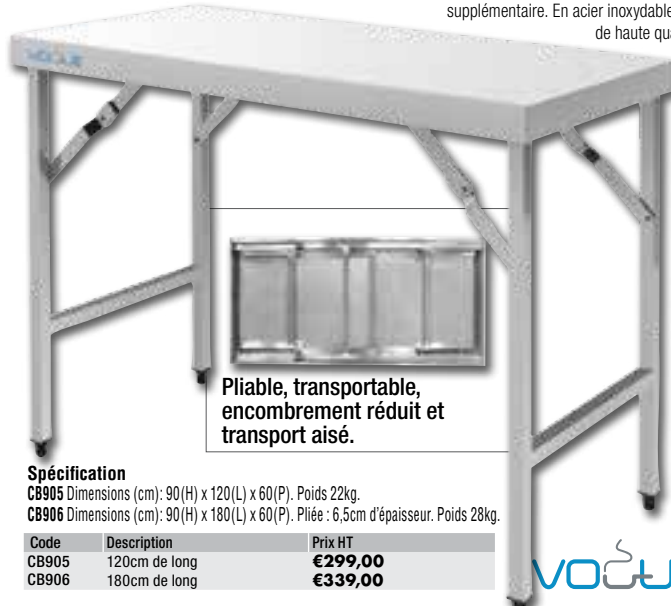 supplémentaire. En acier inoxydable
de haute qua
VOGUE
Pliable, transportable,
encombrement réduit et
transport aisé.
Spécification
CB905 Dimensions (cm): 90(H) x 120(L) x 60(P). Poids 22kg.
CB906 Dimensions (cm): 90(H) x 180(L) x 60(P). Pliée : 6,5cm d'épaisseur. Poids 28kg.
Code Description Prix HT
CB905 120cm de long €299,00
CB906 180cm de long €339,00
VOGU